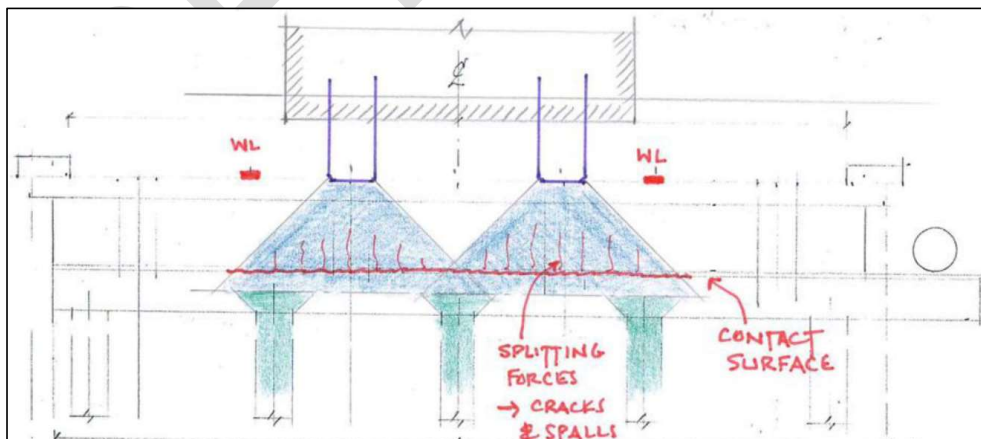 ℄
WL
WL
SPLITTING
FORCES
→ CRACKS
& SPALLS
CONTACT
SURFACE